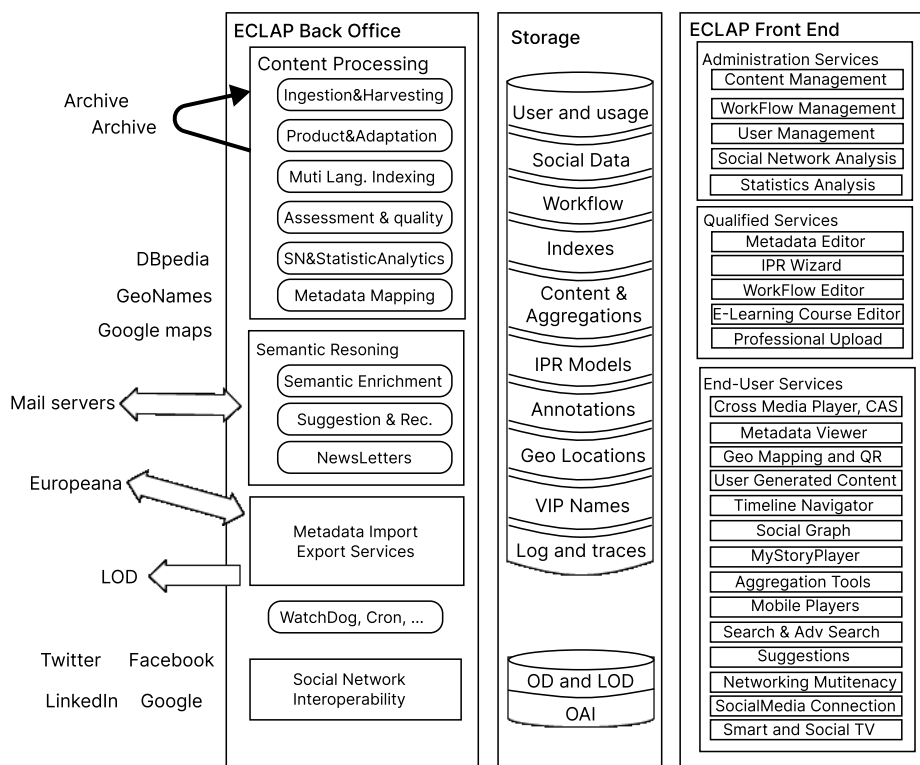 Archive
Archive
DBpedia
GeoNames
Google maps
Mail servers
Europeana
LOD
Twitter Facebook
LinkedIn Google
ECLAP Back Office
Content Processing
Ingestion&Harvesting
Product&Adaptation
Muti Lang. Indexing
Assessment & quality
SN&StatisticAnalytics
Metadata Mapping
Semantic Resoning
Semantic Enrichment
Suggestion & Rec.
NewsLetters
Metadata Import
Export Services
WatchDog, Cron, ...
Social Network
Interoperability
Storage
User and usage
Social Data
Workflow
Indexes
Content &
Aggregations
IPR Models
Annotations
Geo Locations
VIP Names
Log and traces
OD and LOD
OAI
ECLAP Front End
Administration Services
Content Management
WorkFlow Management
User Management
Social Network Analysis
Statistics Analysis
Qualified Services
Metadata Editor
IPR Wizard
WorkFlow Editor
E-Learning Course Editor
Professional Upload
End-User Services
Cross Media Player, CAS
Metadata Viewer
Geo Mapping and QR
User Generated Content
Timeline Navigator
Social Graph
MyStoryPlayer
Aggregation Tools
Mobile Players
Search & Adv Search
Suggestions
Networking Mutitenacy
SocialMedia Connection
Smart and Social TV